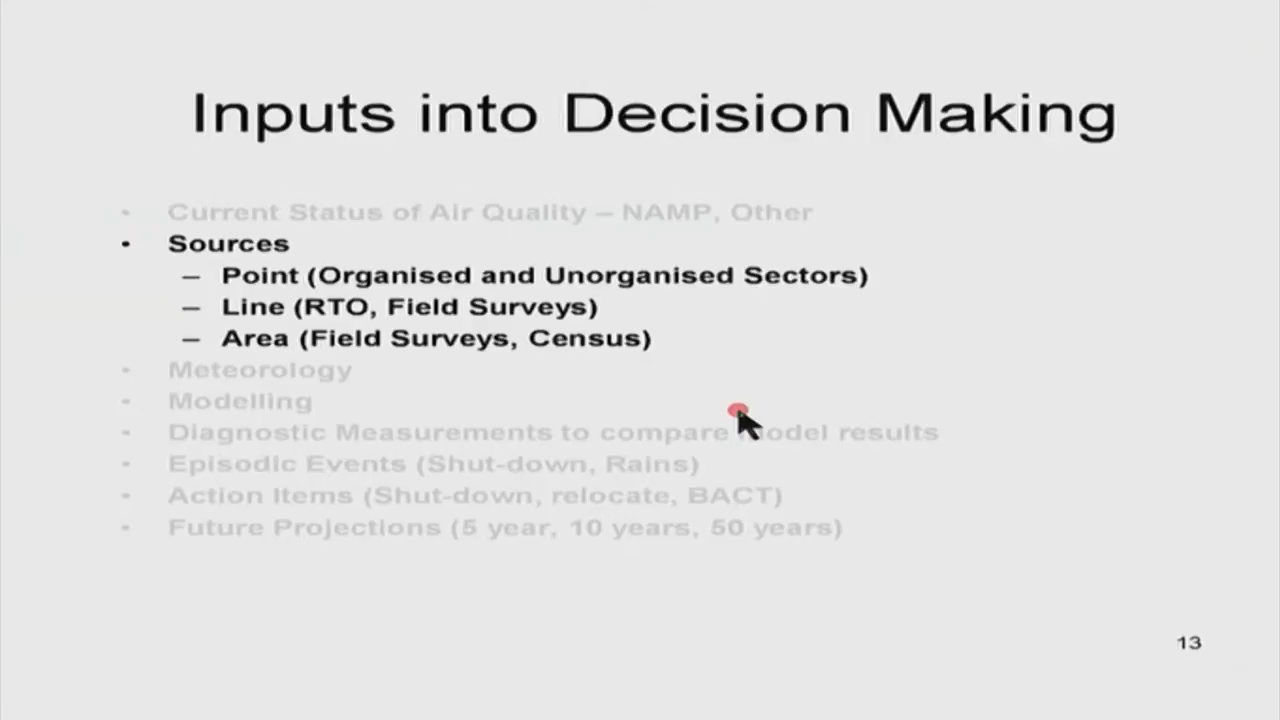 Inputs into Decision Making
• Current Status of Air Quality – NAMP, Other
• Sources
– Point (Organised and Unorganised Sectors)
– Line (RTO, Field Surveys)
– Area (Field Surveys, Census)
• Meteorology
• Modelling
• Diagnostic Measurements to compare model results
• Episodic Events (Shut-down, Rains)
• Action Items (Shut-down, relocate, BACT)
• Future Projections (5 year, 10 years, 50 years)
13